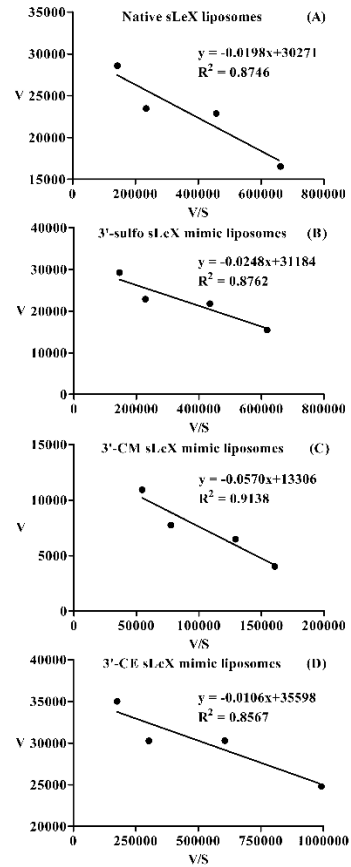 Native sLeX liposomes (A)
35000
y = -0.0198x+30271
30000
R² = 0.8746
V
25000
20000
15000
0 200000 400000 600000 800000
V/S
3'-sulfo sLeX mimic liposomes (B)
40000
y = -0.0248x+31184
30000
R² = 0.8762
V
20000
10000
0
0 200000 400000 600000 800000
V/S
3'-CM sLeX mimic liposomes (C)
15000
y = -0.0570x+13306
R² = 0.9138
10000
V
5000
0
0 50000 100000 150000 200000
V/S
3'-CE sLeX mimic liposomes (D)
40000
y = -0.0106x+35598
35000
R² = 0.8567
V
30000
25000
20000
0 250000 500000 750000 1000000
V/S